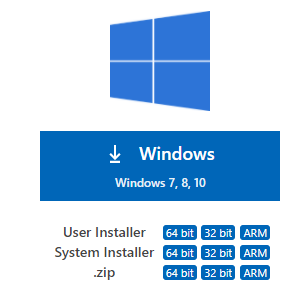 Windows
Windows 7, 8, 10
User Installer 64 bit 32 bit ARM
System Installer 64 bit 32 bit ARM
.zip 64 bit 32 bit ARM